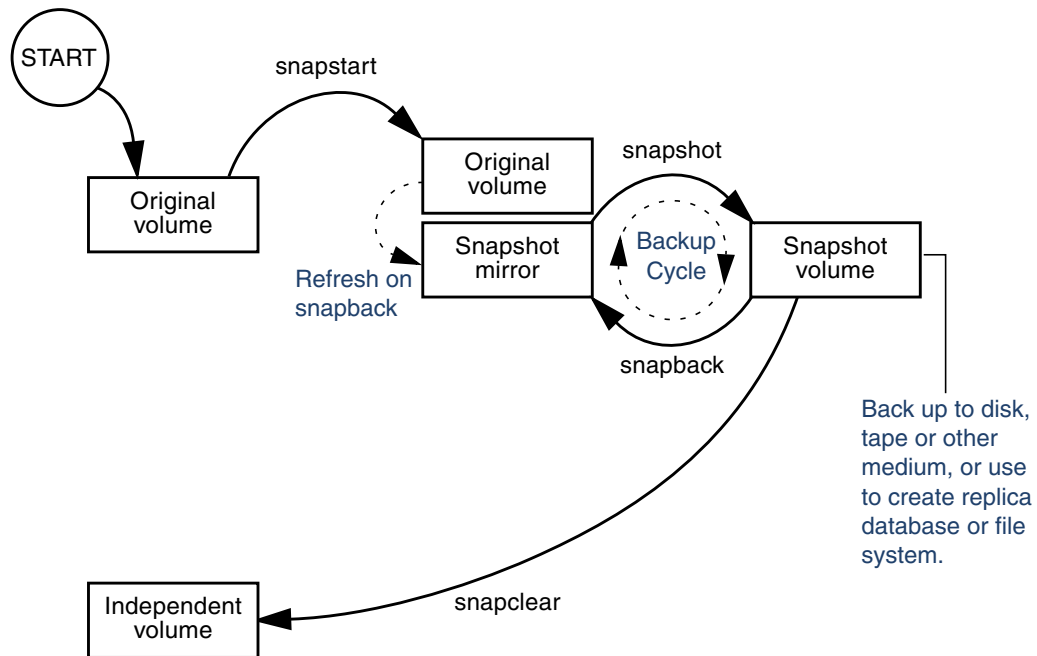 START
snapstart
Original
volume
Original
volume
snapshot
Snapshot
mirror
Backup
Cycle
Snapshot
volume
Refresh on
snapback
snapback
Back up to disk,
tape or other
medium, or use
to create replica
database or file
system.
Independent
volume
snapclear